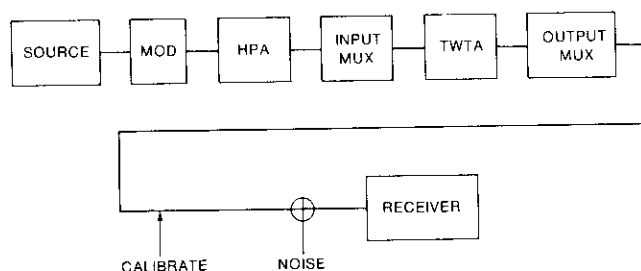 SOURCE
MOD
HPA
INPUT
MUX
TWTA
OUTPUT
MUX
RECEIVER
CALIBRATE
NOISE